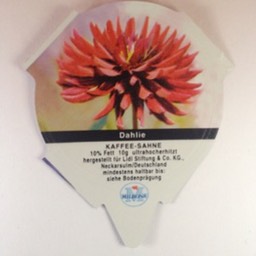 Dahlie
KAFFEE-SAHNE
10% Fett 10g ultrahocherhitzt
hergestellt für Lidl Stiftung & Co. KG.,
Neckarsulm/Deutschland
mindestens haltbar bis:
siehe Bodenprägung